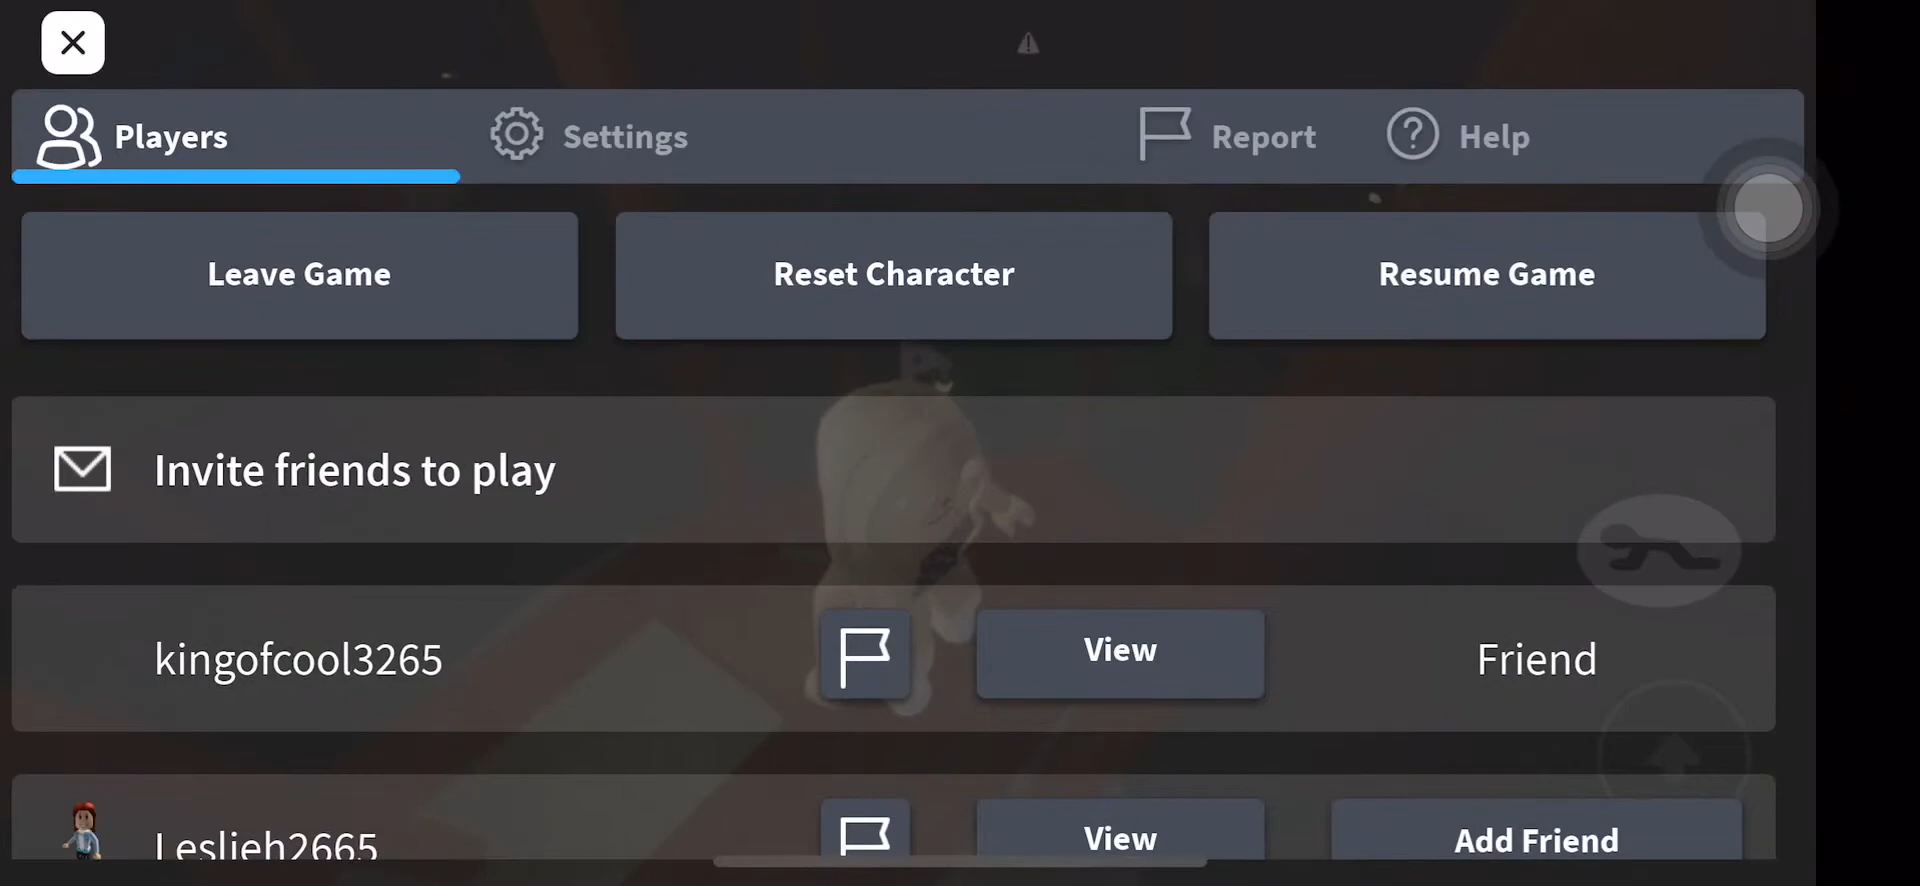 Players
Settings
Report
Help
Leave Game
Reset Character
Resume Game
Invite friends to play
kingofcool3265
View
Friend
Leslieh2665
View
Add Friend